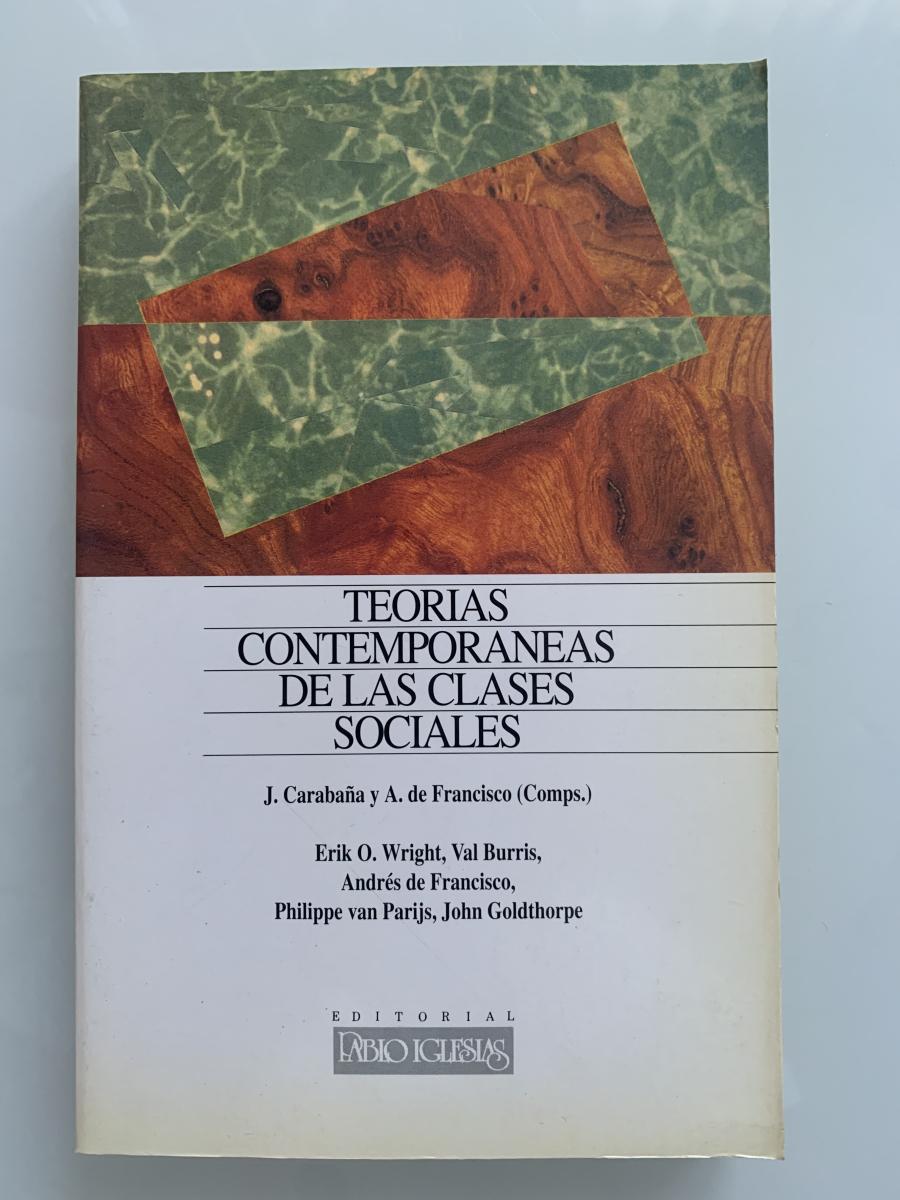 TEORIAS
CONTEMPORANEAS
DE LAS CLASES
SOCIALES
J. Carabaña y A. de Francisco (Comps.)
Erik O. Wright, Val Burris,
Andrés de Francisco,
Philippe van Parijs, John Goldthorpe
EDITORIAL
PABLO IGLESIAS